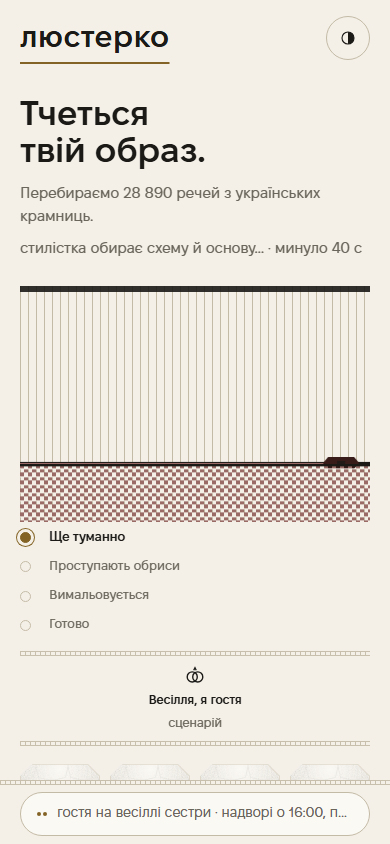 люстерко
Тчеться
твій образ.
Перебираємо 28 890 речей з українських
крамниць.
стилістка обирає схему й основу... · минуло 40 с
Ще туманно
Проступають обриси
Вимальовується
Готово
Весілля, я гостя
сценарій
гостя на весіллі сестри · надворі о 16:00, п...